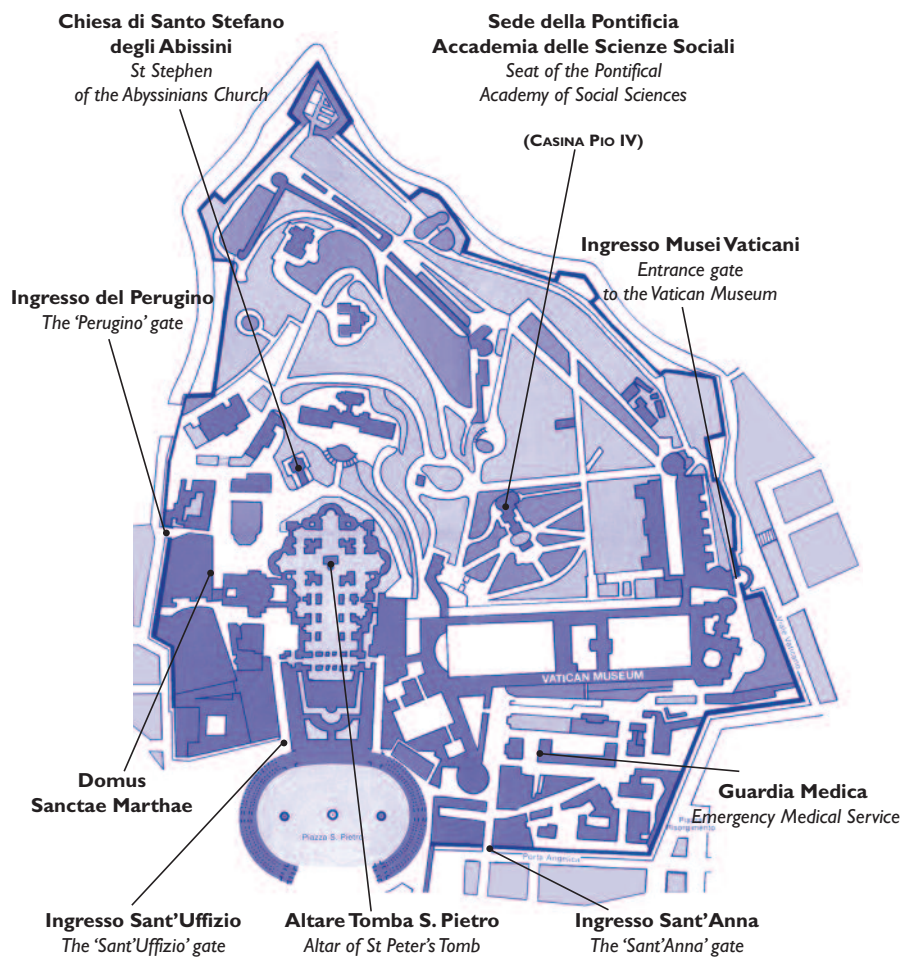 Chiesa di Santo Stefano
degli Abissini
St Stephen
of the Abyssinians Church
Sede della Pontificia
Accademia delle Scienze Sociali
Seat of the Pontifical
Academy of Social Sciences
(CASINA PIO IV)
Ingresso Musei Vaticani
Entrance gate
to the Vatican Museum
Ingresso del Perugino
The ‘Perugino’ gate
Viale Vaticano
VATICAN MUSEUM
Domus
Sanctae Marthae
Guardia Medica
Emergency Medical Service
Risorgimento
Piazza S. Pietro
Porta Angelica
Ingresso Sant’Uffizio
The ‘Sant’Uffizio’ gate
Altare Tomba S. Pietro
Altar of St Peter’s Tomb
Ingresso Sant’Anna
The ‘Sant’Anna’ gate